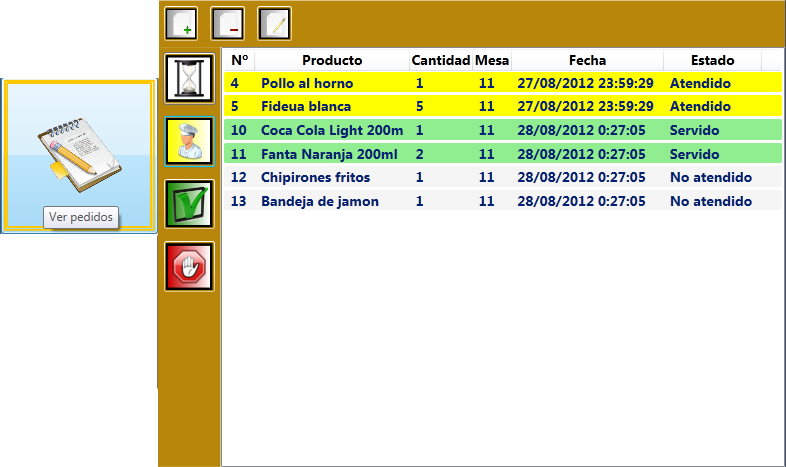 Ver pedidos
Nº Producto Cantidad Mesa Fecha Estado
4 Pollo al horno 1 11 27/08/2012 23:59:29 Atendido
5 Fideua blanca 5 11 27/08/2012 23:59:29 Atendido
10 Coca Cola Light 200m 1 11 28/08/2012 0:27:05 Servido
11 Fanta Naranja 200ml 2 11 28/08/2012 0:27:05 Servido
12 Chipirones fritos 1 11 28/08/2012 0:27:05 No atendido
13 Bandeja de jamon 1 11 28/08/2012 0:27:05 No atendido